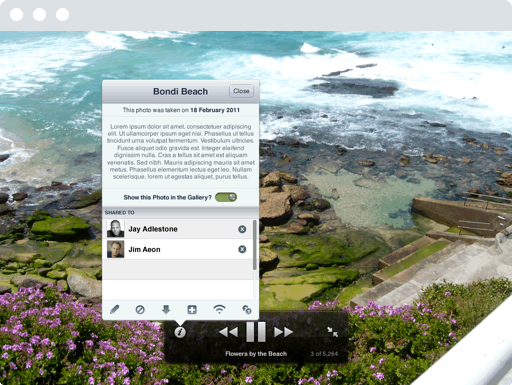 Bondi Beach
Close
This photo was taken on 18 February 2011
Lorem ipsum dolor sit amet, consectetuer adipiscing
elit. Ut ullamcorper ipsum eget nisi. Phasellus ut tellus
tincidunt urna volutpat fermentum. Vestibulum ultricies.
Fusce aliquet odio gravida est. Integer eleifend
dignissim nulla. Cras a tellus sit amet est aliquam
venenatis. Sed nibh. Mauris adipiscing mauris sit amet
metus. Phasellus elementum ipsum eget leo. Nullam
scelerisque, lorem ut egestas aliquet, purus tellus
Show this Photo in the Gallery?
SHARED TO
Jay Adlestone
Jim Aeon
Flowers by the Beach
3 of 5,264